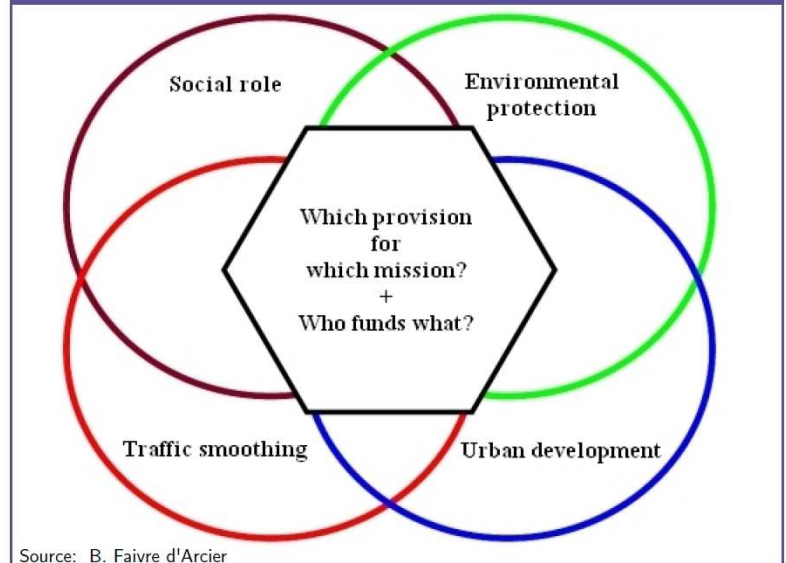 Social role
Environmental
protection
Which provision
for
which mission?
+
Who funds what?
Traffic smoothing
Urban development
Source: B. Faivre d'Arcier